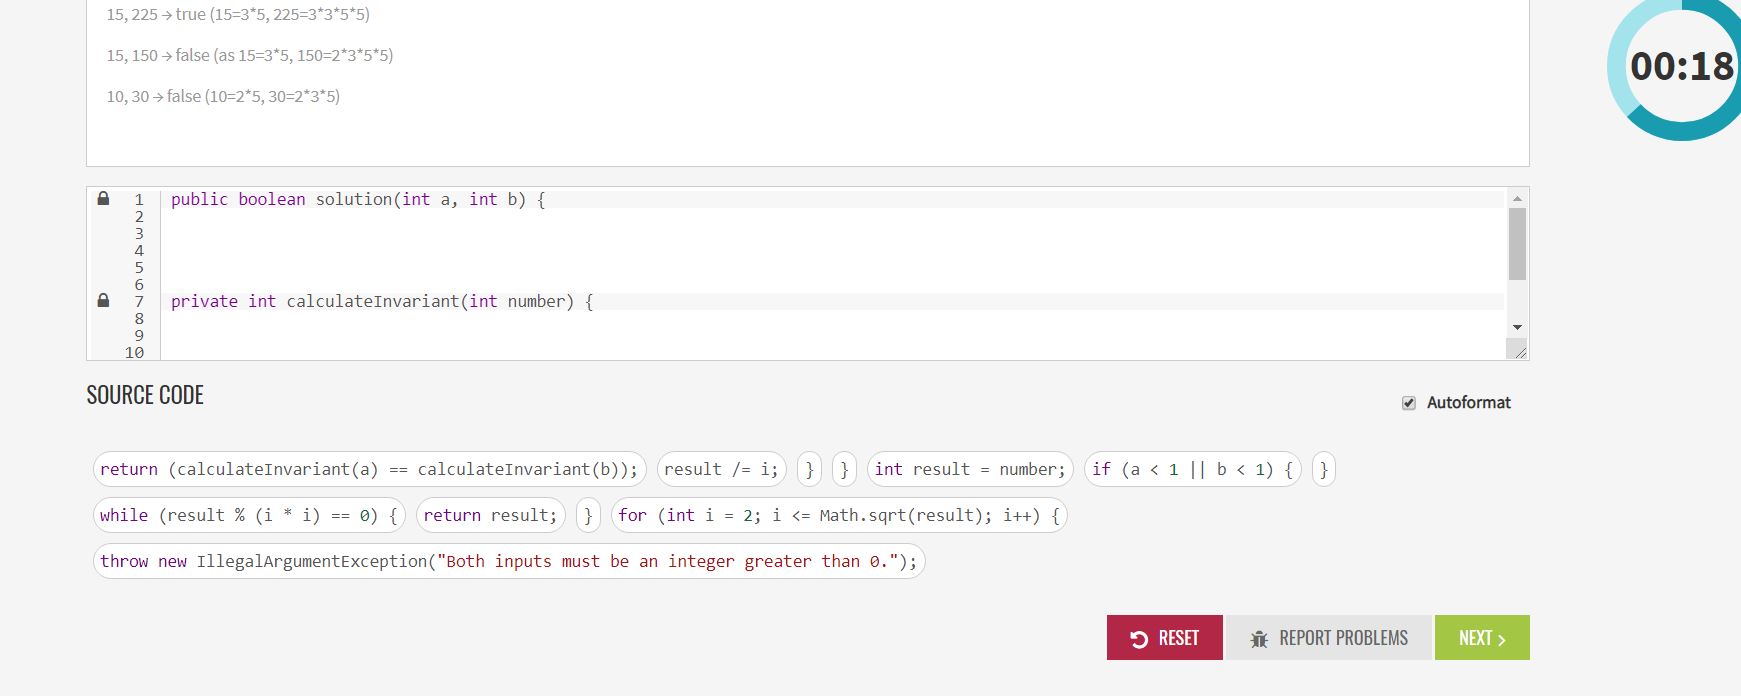 15, 225 → true (15=3*5, 225=3*3*5*5)
15, 150 → false (as 15=3*5, 150=2*3*5*5)
10, 30 → false (10=2*5, 30=2*3*5)
00:18
1 public boolean solution(int a, int b) {
2
3
4
5
6
7 private int calculateInvariant(int number) {
8
9
10
SOURCE CODE
Autoformat
return (calculateInvariant(a) == calculateInvariant(b)); result /= i; } } int result = number; if (a < 1 || b < 1) { }
while (result % (i * i) == 0) { return result; } for (int i = 2; i <= Math.sqrt(result); i++) {
throw new IllegalArgumentException("Both inputs must be an integer greater than 0.");
RESET REPORT PROBLEMS NEXT >